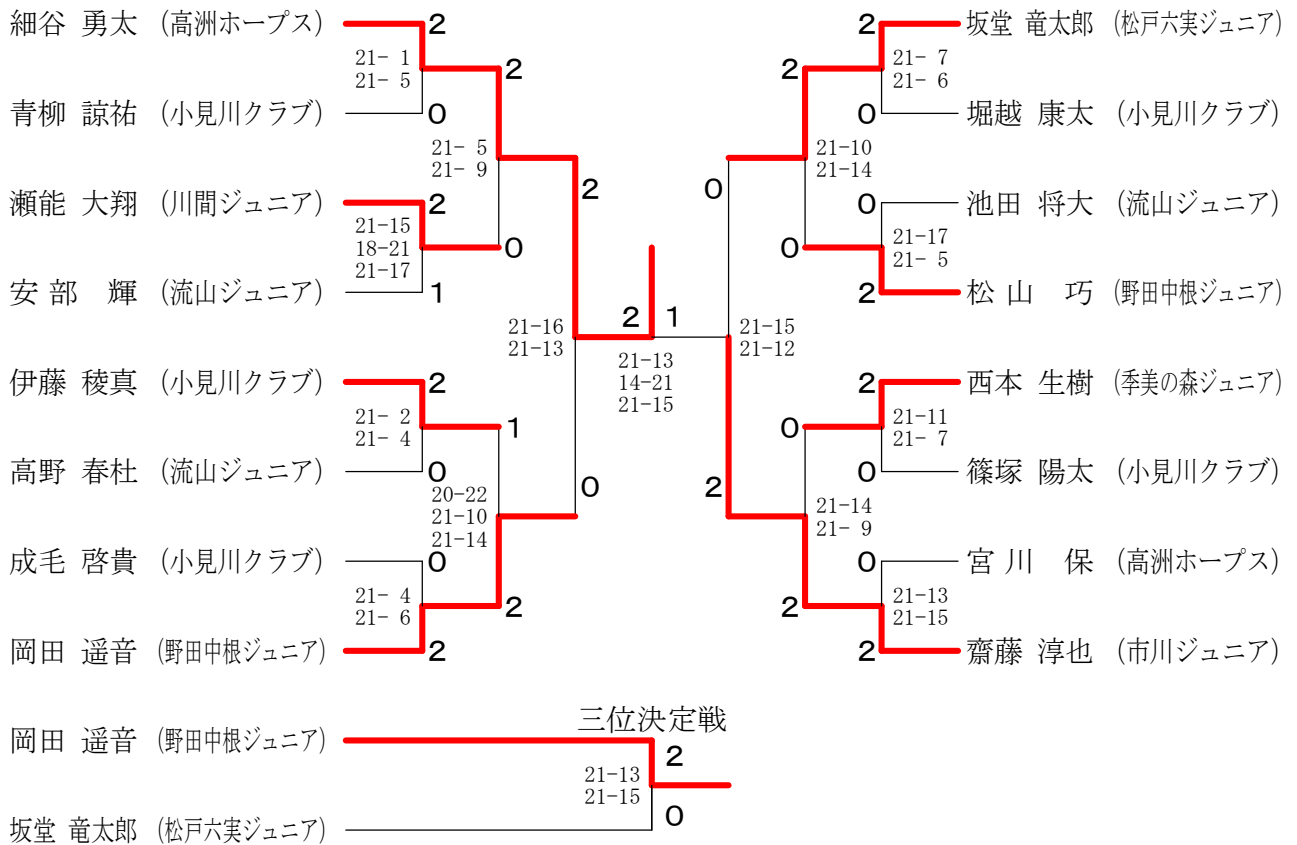 細谷 勇太 (高洲ホープス) 2 2 坂堂 竜太郎 (松戸六実ジュニア)
21- 1 2 2 21- 7
21- 5 21- 6
青柳 諒祐 (小見川クラブ) 0 0 堀越 康太 (小見川クラブ)
21- 5 21-10
21- 9 21-14
瀬能 大翔 (川間ジュニア) 2 2 0 0 池田 将大 (流山ジュニア)
21-15 21-17
18-21 0 0 21- 5
21-17
安部 輝 (流山ジュニア) 1 2 松山 巧 (野田中根ジュニア)
21-16 2 1 21-15
21-13 21-12
21-13
14-21
21-15
伊藤 稜真 (小見川クラブ) 2 2 西本 生樹 (季美の森ジュニア)
21- 2 1 0 21-11
21- 4 21- 7
高野 春杜 (流山ジュニア) 0 0 2 0 篠塚 陽太 (小見川クラブ)
20-22 21-14
21-10 21- 9
21-14
成毛 啓貴 (小見川クラブ) 0 0 宮川 保 (高洲ホープス)
21- 4 2 2 21-13
21- 6 21-15
岡田 遥音 (野田中根ジュニア) 2 2 齋藤 淳也 (市川ジュニア)
三位決定戦
岡田 遥音 (野田中根ジュニア) 2
21-13
21-15
坂堂 竜太郎 (松戸六実ジュニア) 0